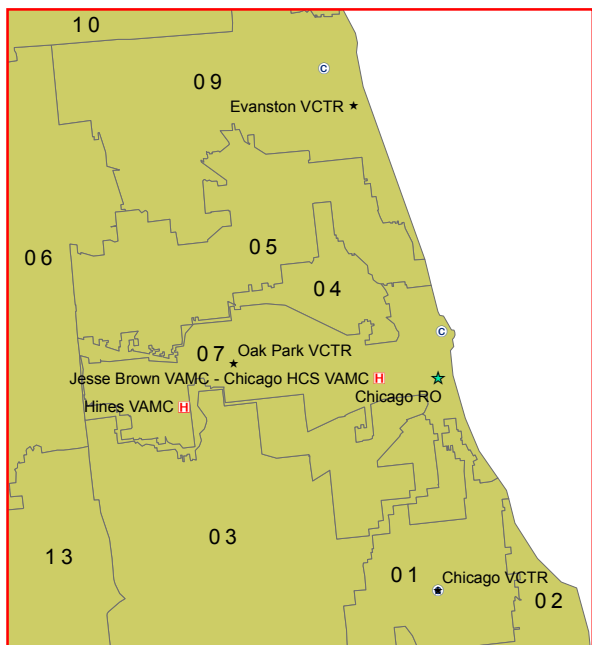 10
C
09
Evanston VCTR
05
06
04
C
07
Oak Park VCTR
Jesse Brown VAMC - Chicago HCS VAMC H
Chicago RO
Hines VAMC H
03
13
01
Chicago VCTR
02